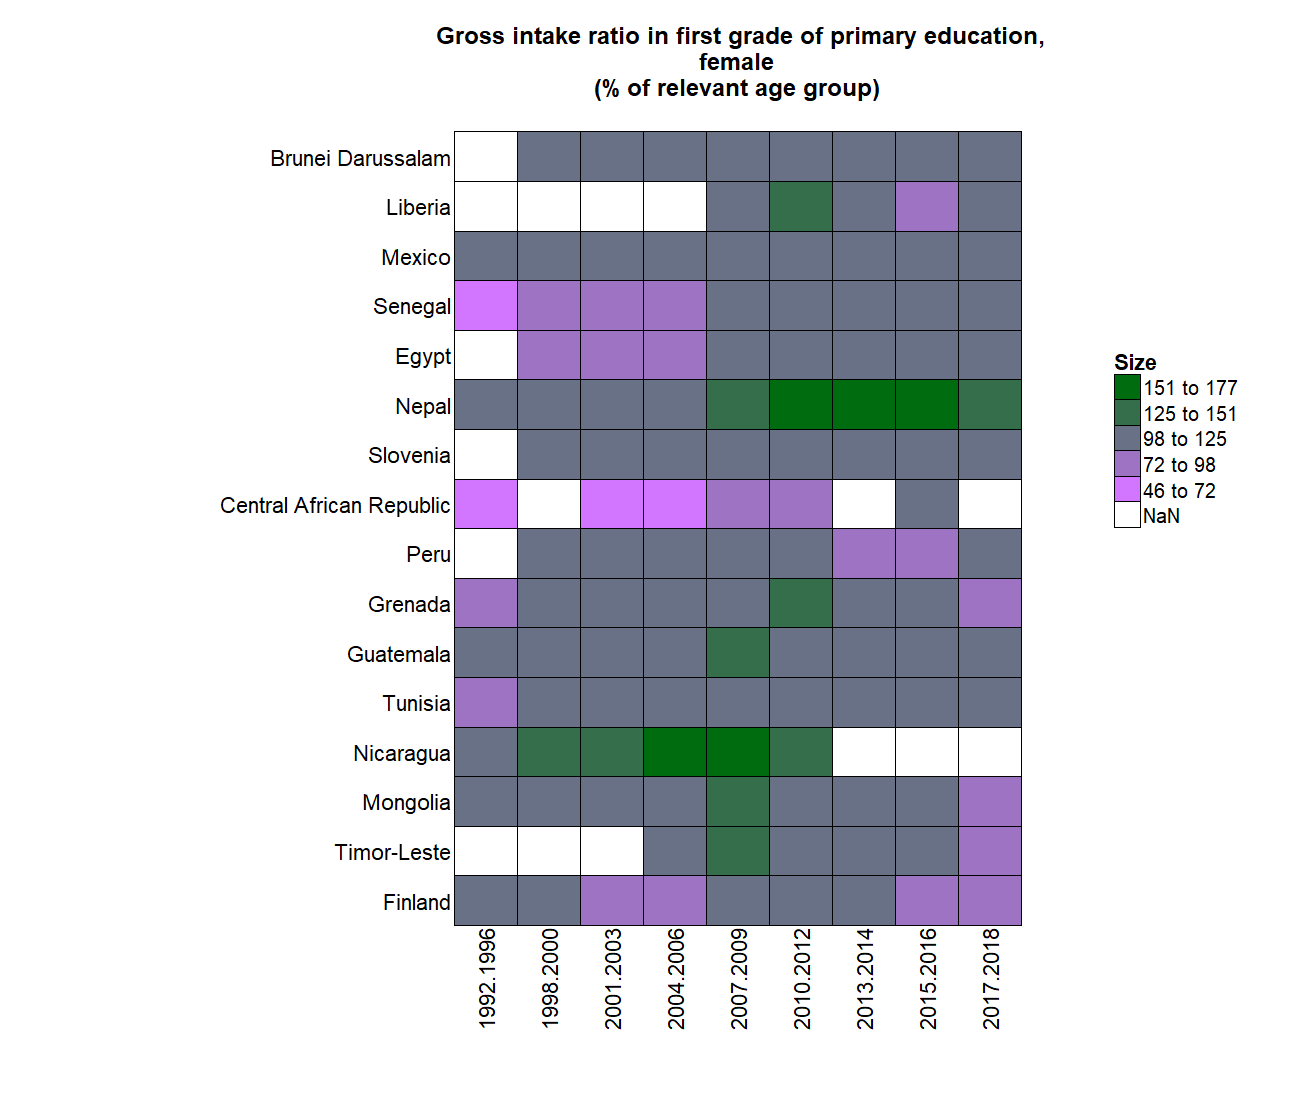 Gross intake ratio in first grade of primary education,
female
(% of relevant age group)
Brunei Darussalam
Liberia
Mexico
Senegal
Egypt
Nepal
Slovenia
Central African Republic
Peru
Grenada
Guatemala
Tunisia
Nicaragua
Mongolia
Timor-Leste
Finland
1992.1996
1998.2000
2001.2003
2004.2006
2007.2009
2010.2012
2013.2014
2015.2016
2017.2018
Size
151 to 177
125 to 151
98 to 125
72 to 98
46 to 72
NaN